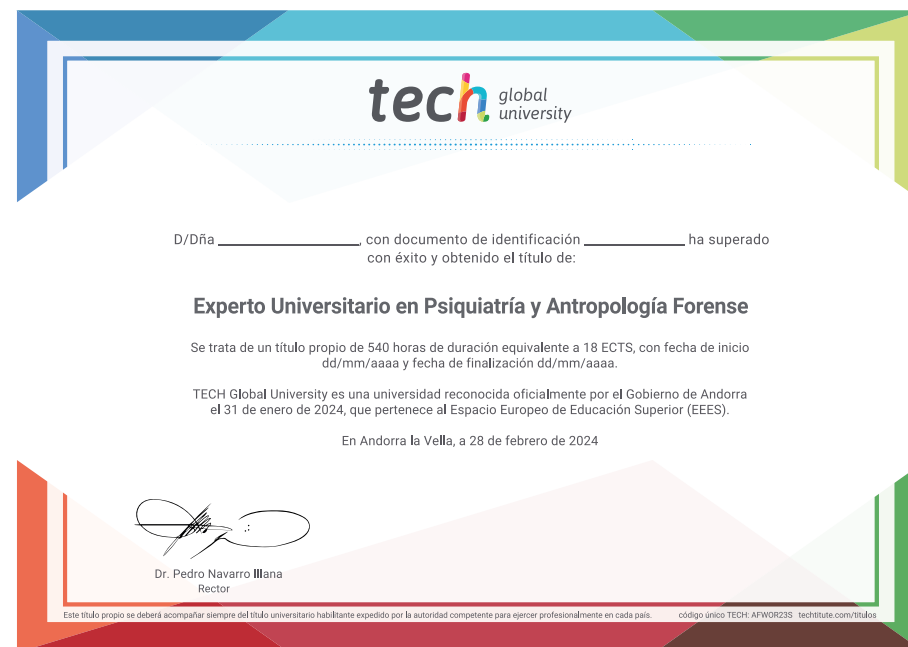 tech global university
D/Dña ____________________, con documento de identificación ______________ ha superado
con éxito y obtenido el título de:
Experto Universitario en Psiquiatría y Antropología Forense
Se trata de un título propio de 540 horas de duración equivalente a 18 ECTS, con fecha de inicio
dd/mm/aaaa y fecha de finalización dd/mm/aaaa.
TECH Global University es una universidad reconocida oficialmente por el Gobierno de Andorra
el 31 de enero de 2024, que pertenece al Espacio Europeo de Educación Superior (EEES).
En Andorra la Vella, a 28 de febrero de 2024
Dr. Pedro Navarro Illana
Rector
Este título propio se deberá acompañar siempre del título universitario habilitante expedido por la autoridad competente para ejercer profesionalmente en cada país. código único TECH: AFWOR23S techtitute.com/titulos